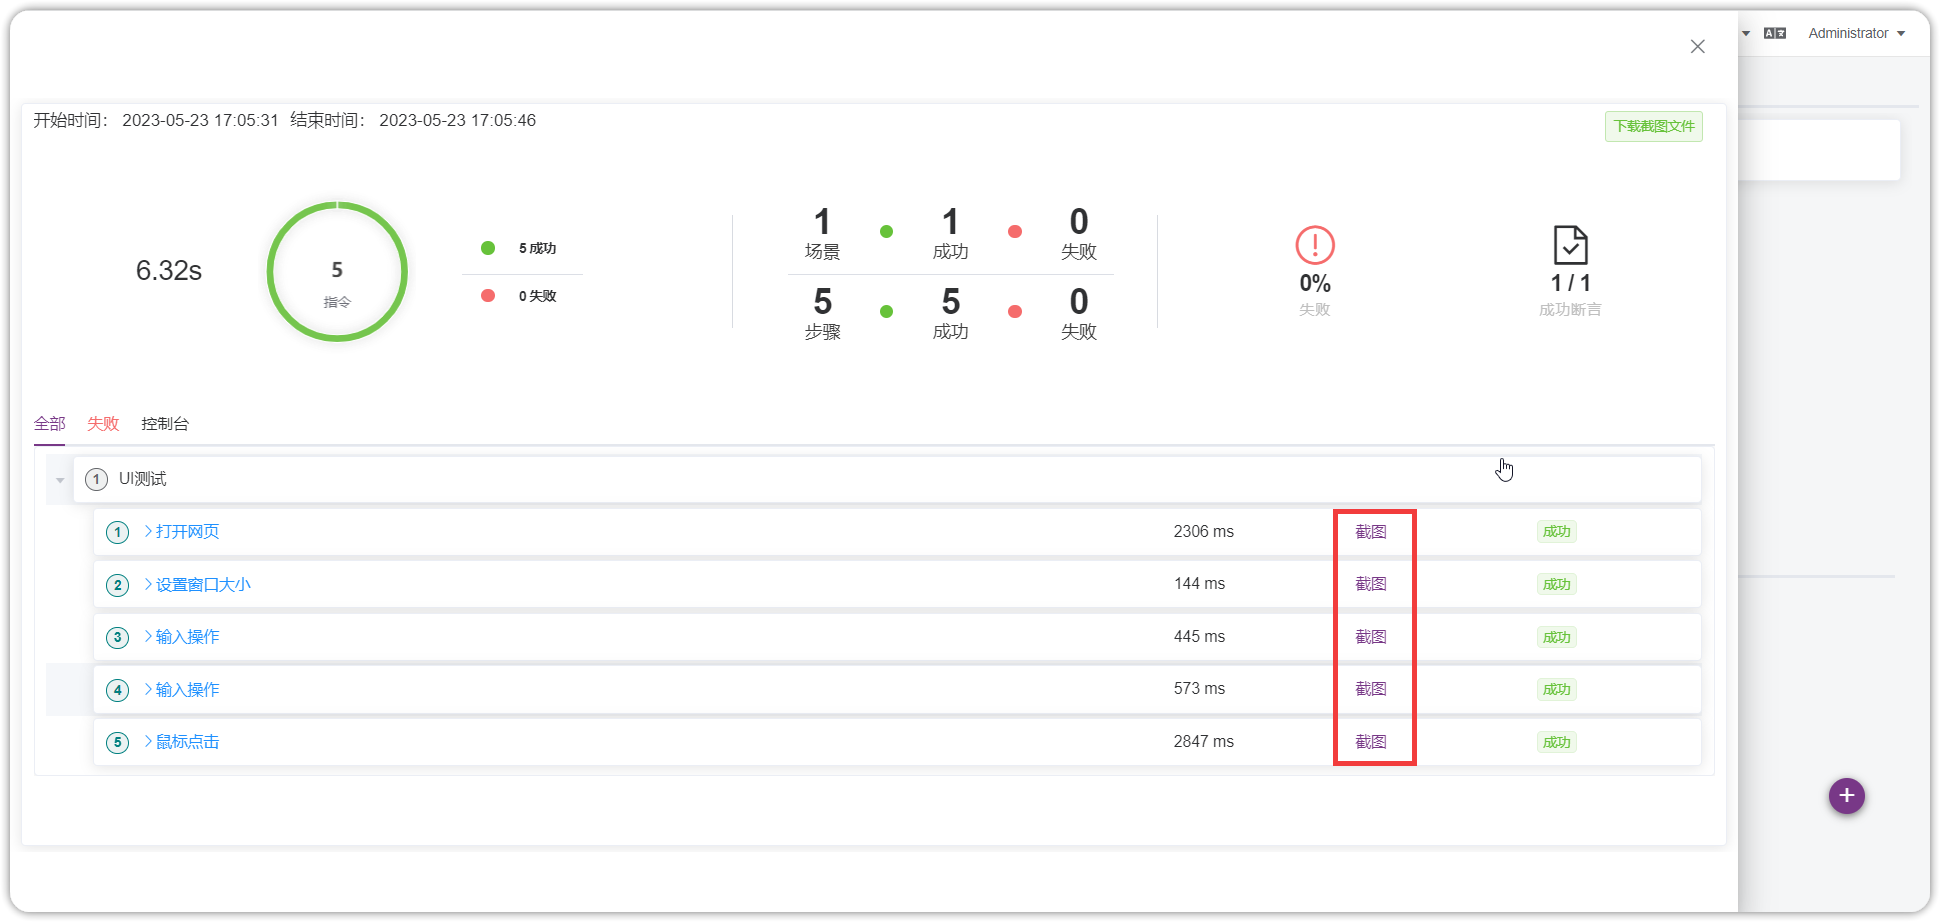 Administrator
开始时间： 2023-05-23 17:05:31 结束时间： 2023-05-23 17:05:46
下载截图文件
6.32s
5
指令
5 成功
0 失败
1 1 0
场景 成功 失败
5 5 0
步骤 成功 失败
0%
失败
1 / 1
成功断言
全部 失败 控制台
1 UI测试
1 打开网页 2306 ms 截图 成功
2 设置窗口大小 144 ms 截图 成功
3 输入操作 445 ms 截图 成功
4 输入操作 573 ms 截图 成功
5 鼠标点击 2847 ms 截图 成功